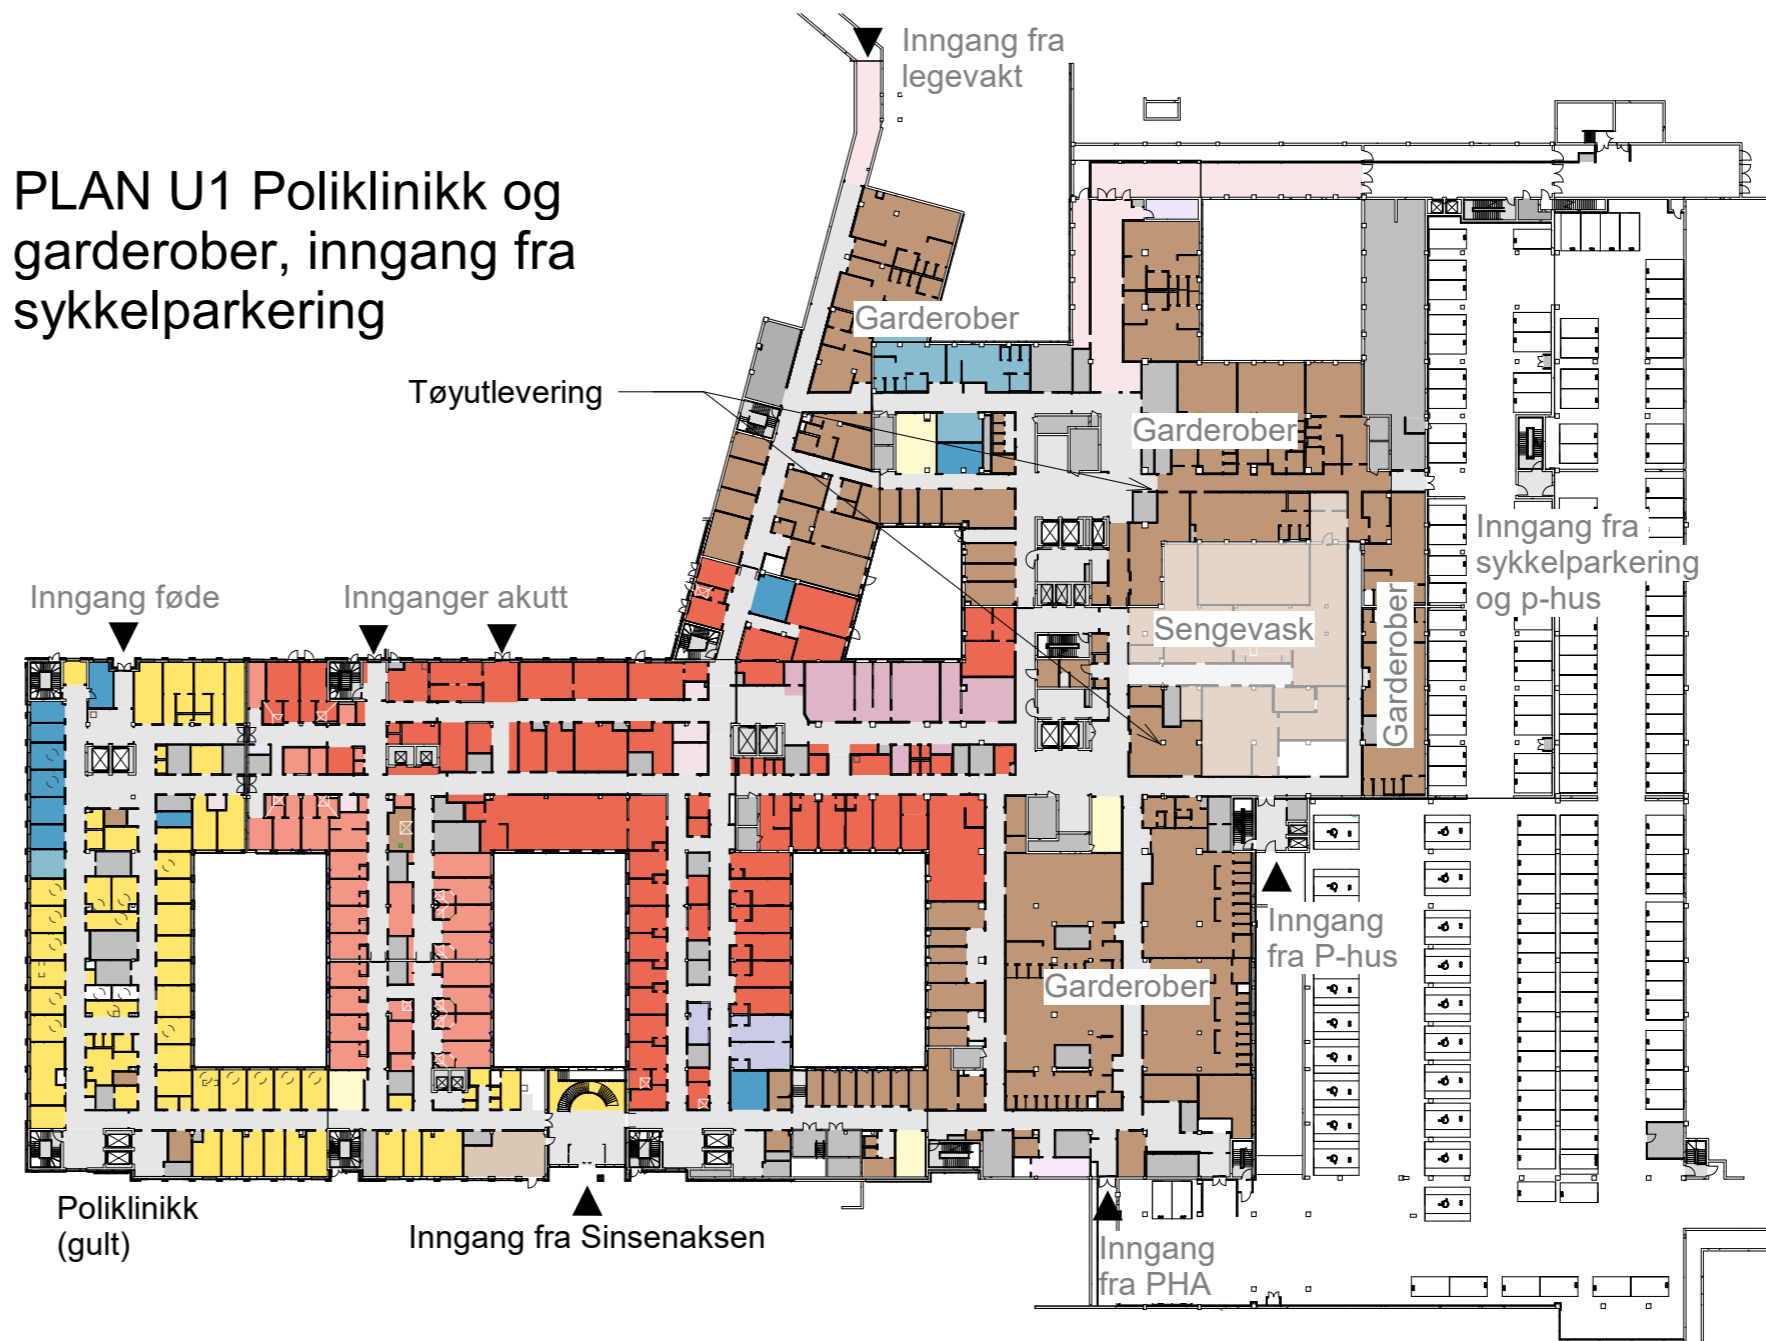 Inngang fra
legevakt
PLAN U1 Poliklinikk og
garderober, inngang fra
sykkelparkering
Garderober
Tøyutlevering
Garderober
Inngang fra
sykkelparkering
og p-hus
Inngang føde
Innganger akutt
Sengevask
Garderober
Inngang
fra P-hus
Garderober
Poliklinikk
(gult)
Inngang fra Sinsenaksen
Inngang
fra PHA